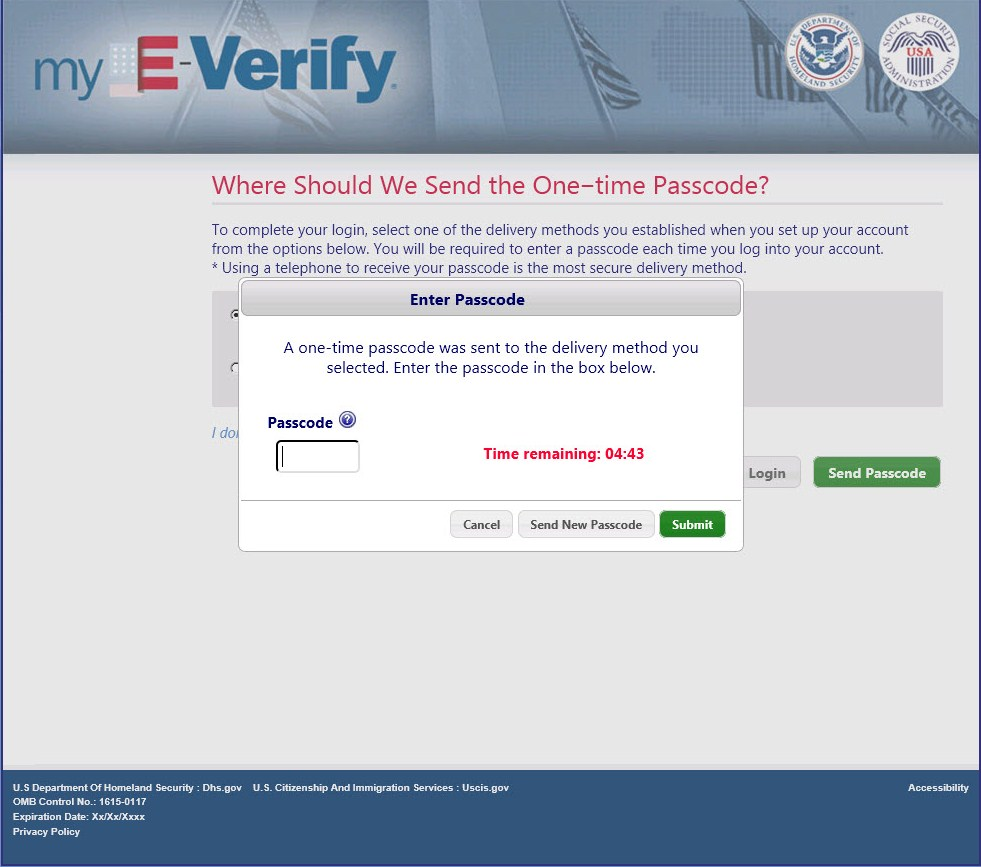 my E-Verify.
U.S. DEPARTMENT OF HOMELAND SECURITY
SOCIAL SECURITY ADMINISTRATION
USA
Where Should We Send the One–time Passcode?
To complete your login, select one of the delivery methods you established when you set up your account
from the options below. You will be required to enter a passcode each time you log into your account.
* Using a telephone to receive your passcode is the most secure delivery method.
Enter Passcode
A one-time passcode was sent to the delivery method you
selected. Enter the passcode in the box below.
I do
Passcode ?
Time remaining: 04:43
Login Send Passcode
Cancel Send New Passcode Submit
U.S Department Of Homeland Security : Dhs.gov U.S. Citizenship And Immigration Services : Uscis.gov Accessibility
OMB Control No.: 1615-0117
Expiration Date: Xx/Xx/Xxxx
Privacy Policy